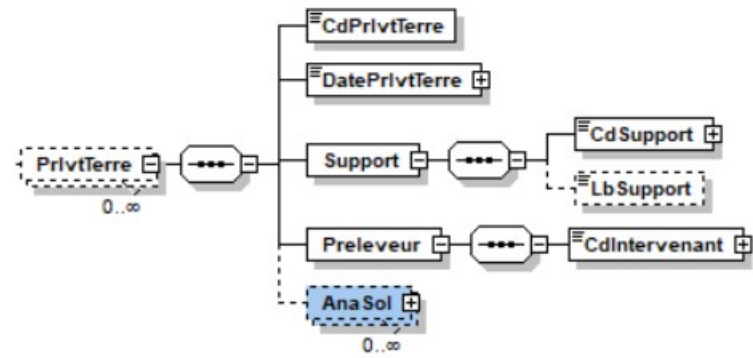 CdPrlvtTerre
DatePrlvtTerre
PrlvtTerre
0..∞
Support
CdSupport
LbSupport
Preleveur
CdIntervenant
AnaSol
0..∞